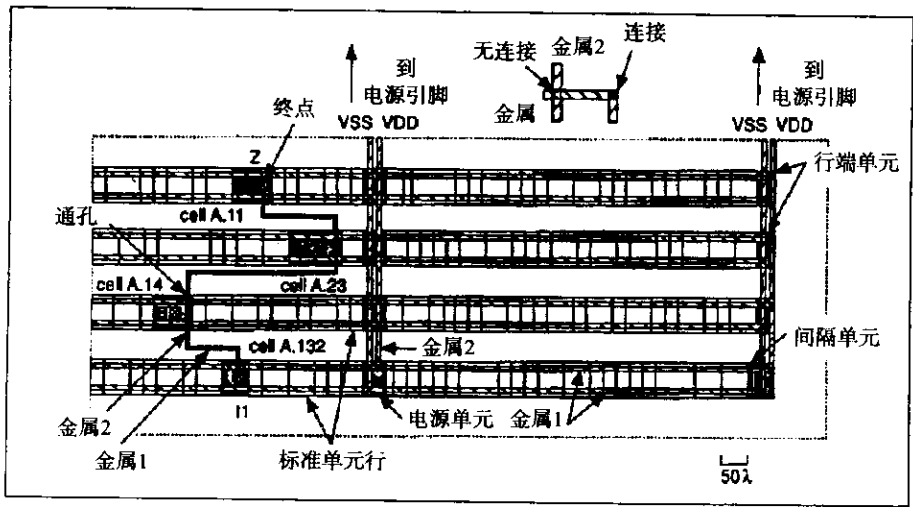 连接
金属2
无连接
到
电源引脚
到
电源引脚
金属
终点
VSS VDD
VSS VDD
Z
行端单元
cell A.11
通孔
cell A.14
cell A.23
间隔单元
金属2
cell A.132
I1
电源单元
金属1
金属2
金属1
标准单元行
50λ